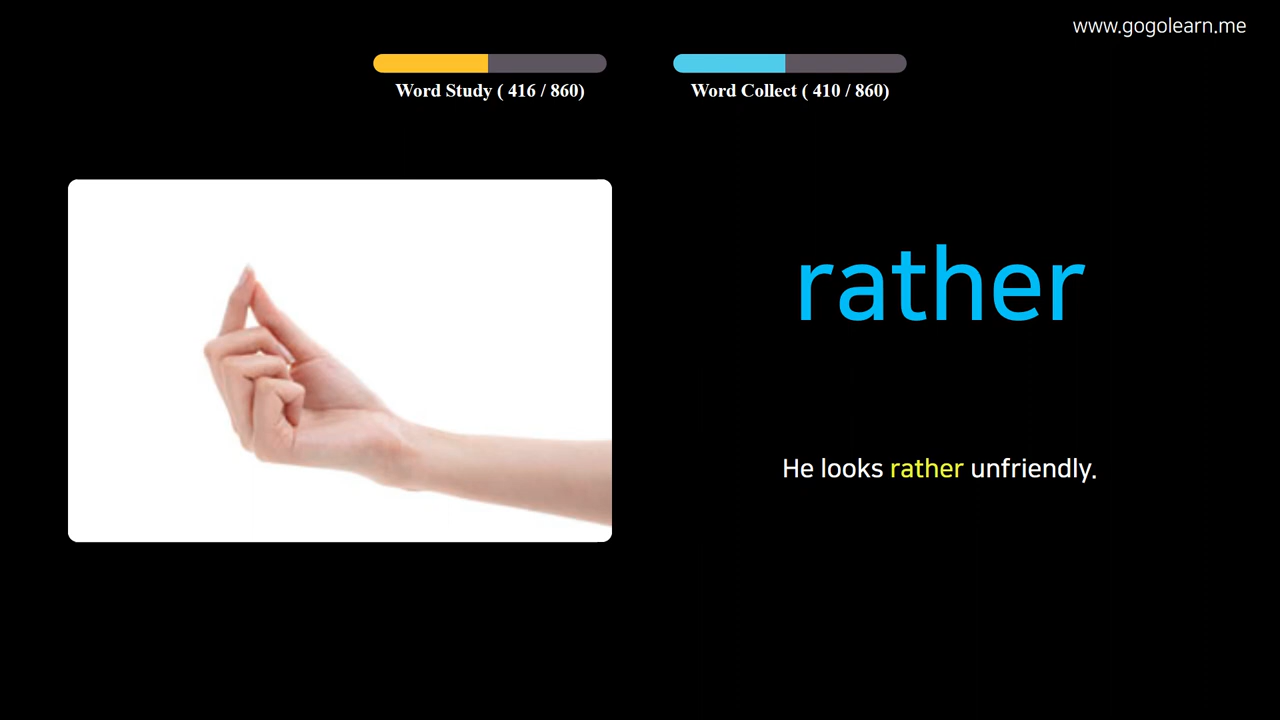 www.gogolearn.me
Word Study ( 416 / 860)
Word Collect ( 410 / 860)
rather
He looks rather unfriendly.